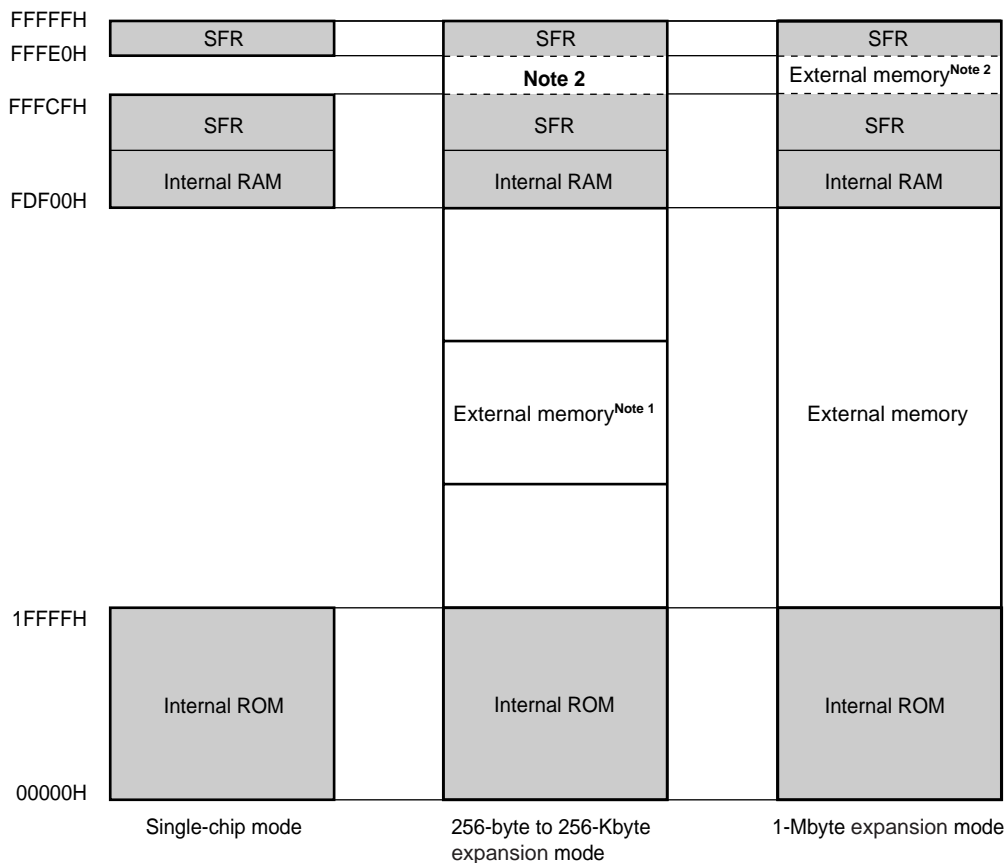 FFFFFH
SFR
SFR
SFR
FFFE0H
Note 2
External memoryNote 2
FFFCFH
SFR
SFR
SFR
Internal RAM
Internal RAM
Internal RAM
FDF00H
External memoryNote 1
External memory
1FFFFH
Internal ROM
Internal ROM
Internal ROM
00000H
Single-chip mode
256-byte to 256-Kbyte
expansion mode
1-Mbyte expansion mode